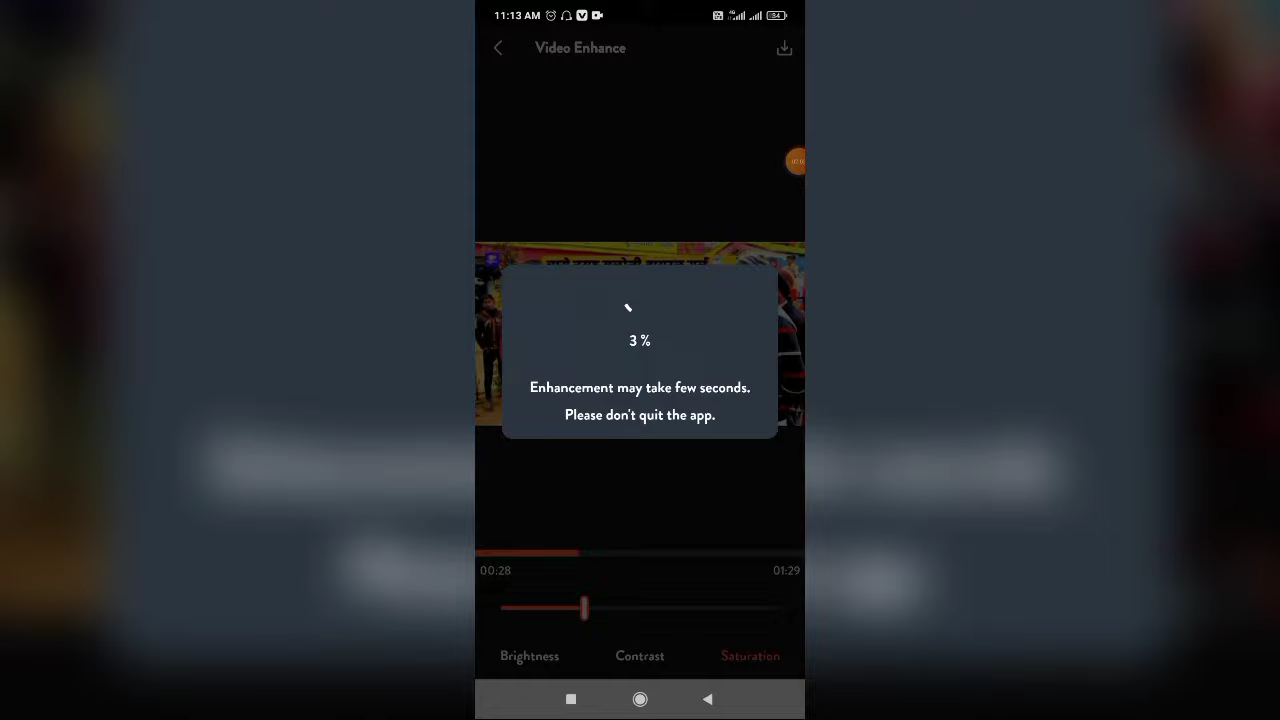 11:13 AM
54
Video Enhance
3 %
Enhancement may take few seconds.
Please don't quit the app.
00:28
01:29
Brightness
Contrast
Saturation